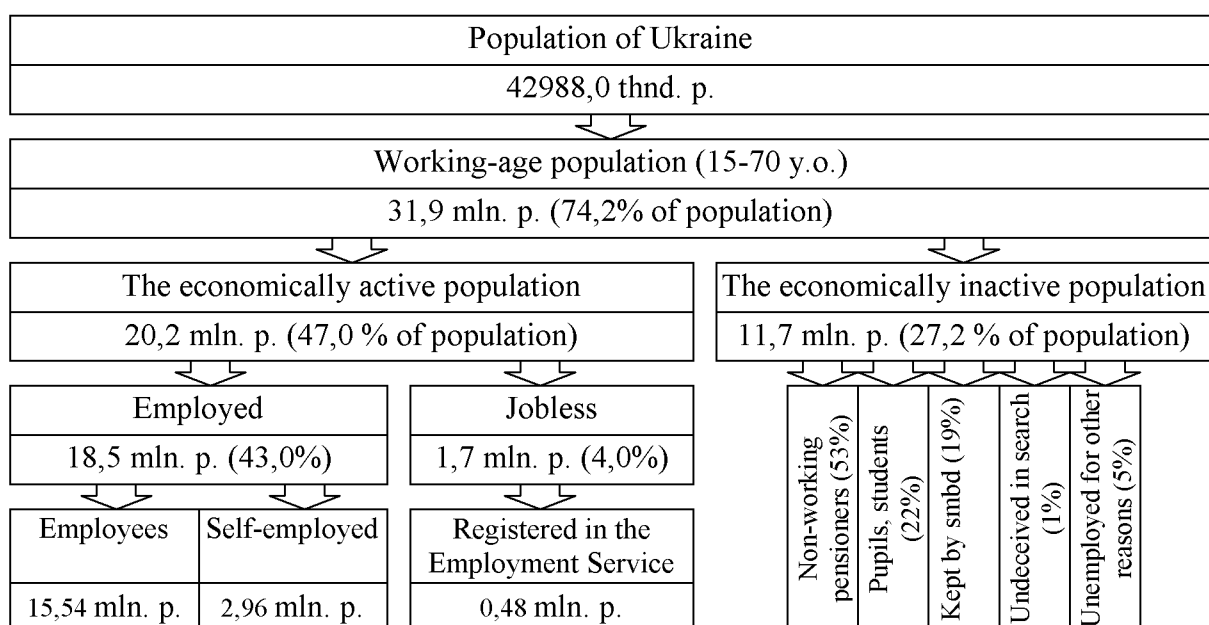 Population of Ukraine
42988,0 thnd. p.
Working-age population (15-70 y.o.)
31,9 mln. p. (74,2% of population)
The economically active population
20,2 mln. p. (47,0 % of population)
The economically inactive population
11,7 mln. p. (27,2 % of population)
Employed
18,5 mln. p. (43,0%)
Jobless
1,7 mln. p. (4,0%)
Employees
15,54 mln. p.
Self-employed
2,96 mln. p.
Registered in the
Employment Service
0,48 mln. p.
Non-working
pensioners (53%)
Pupils, students
(22%)
Kept by smbd (19%)
Undeceived in search
(1%)
Unemployed for other
reasons (5%)